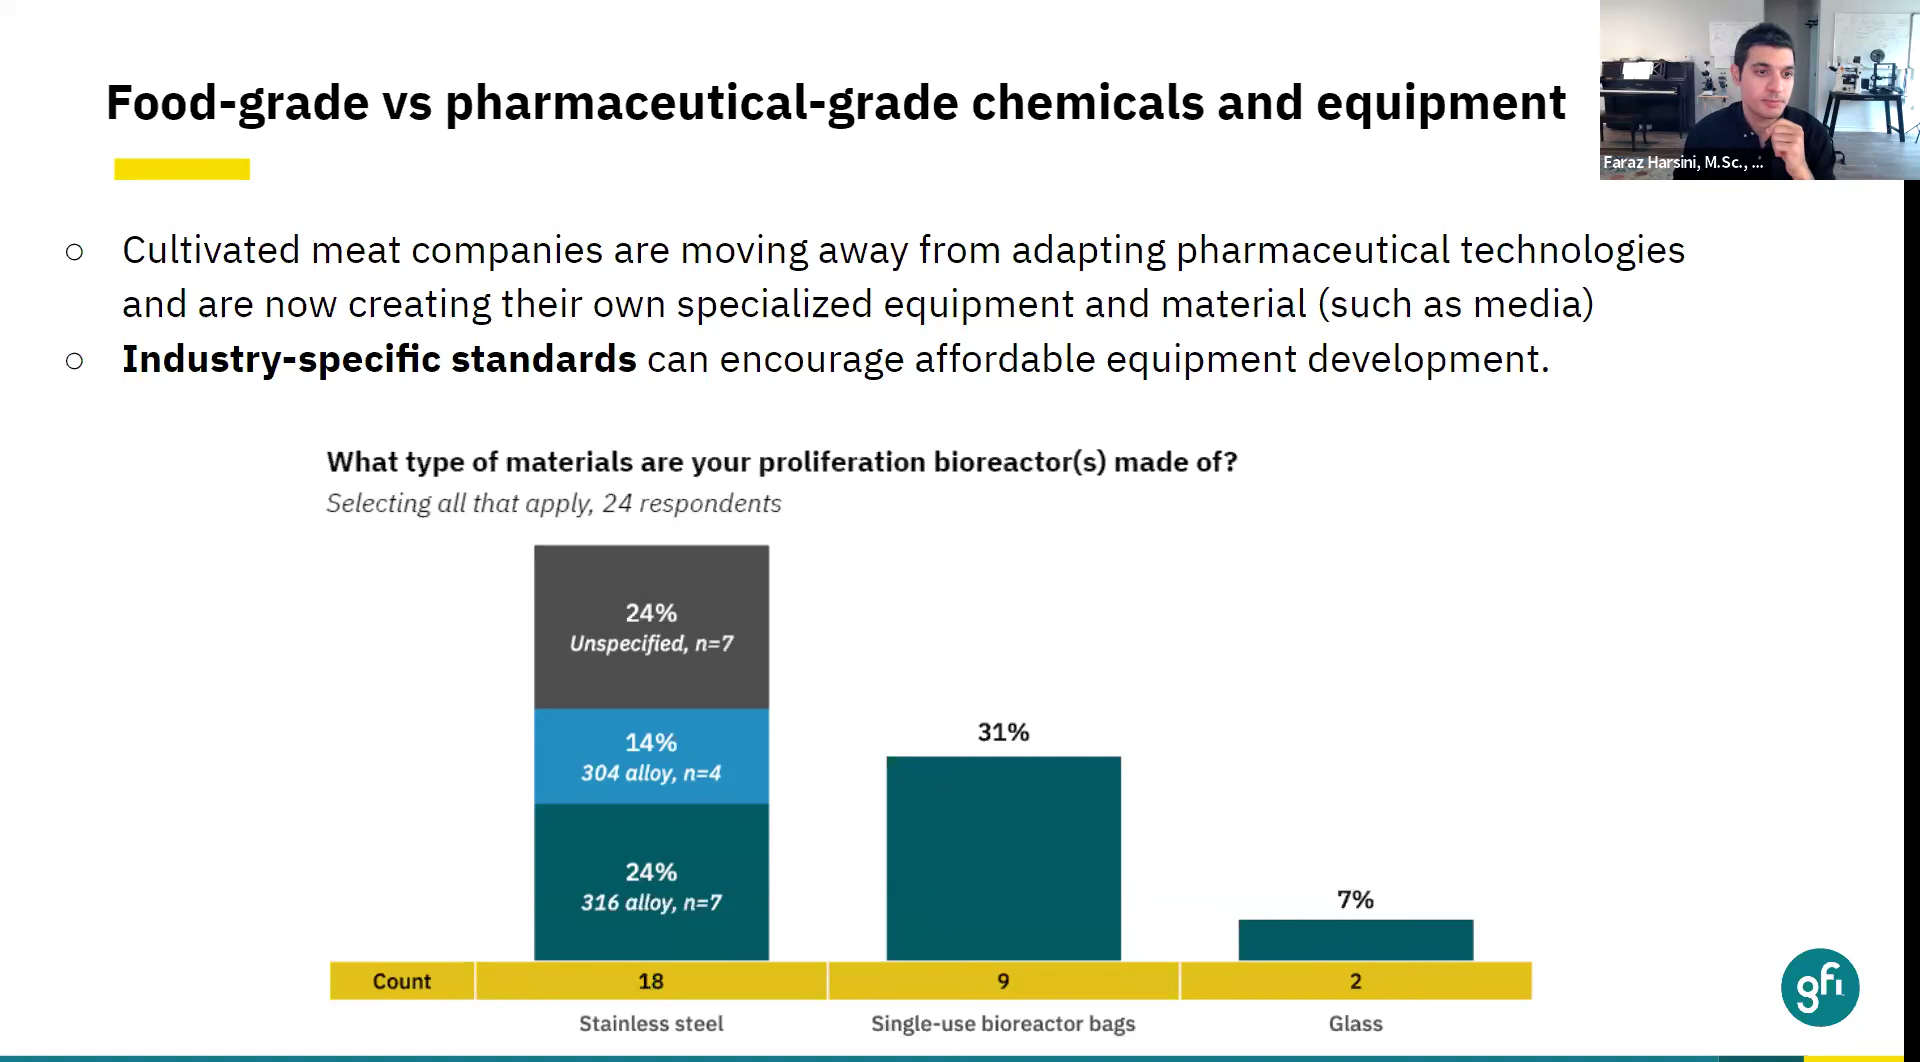 Food-grade vs pharmaceutical-grade chemicals and equipment
Faraz Harsini, M.Sc., ...
Cultivated meat companies are moving away from adapting pharmaceutical technologies
and are now creating their own specialized equipment and material (such as media)
Industry-specific standards can encourage affordable equipment development.
What type of materials are your proliferation bioreactor(s) made of?
Selecting all that apply, 24 respondents
24%
Unspecified, n=7
14%
304 alloy, n=4
24%
316 alloy, n=7
31%
7%
Count 18 9 2
Stainless steel Single-use bioreactor bags Glass
gfi